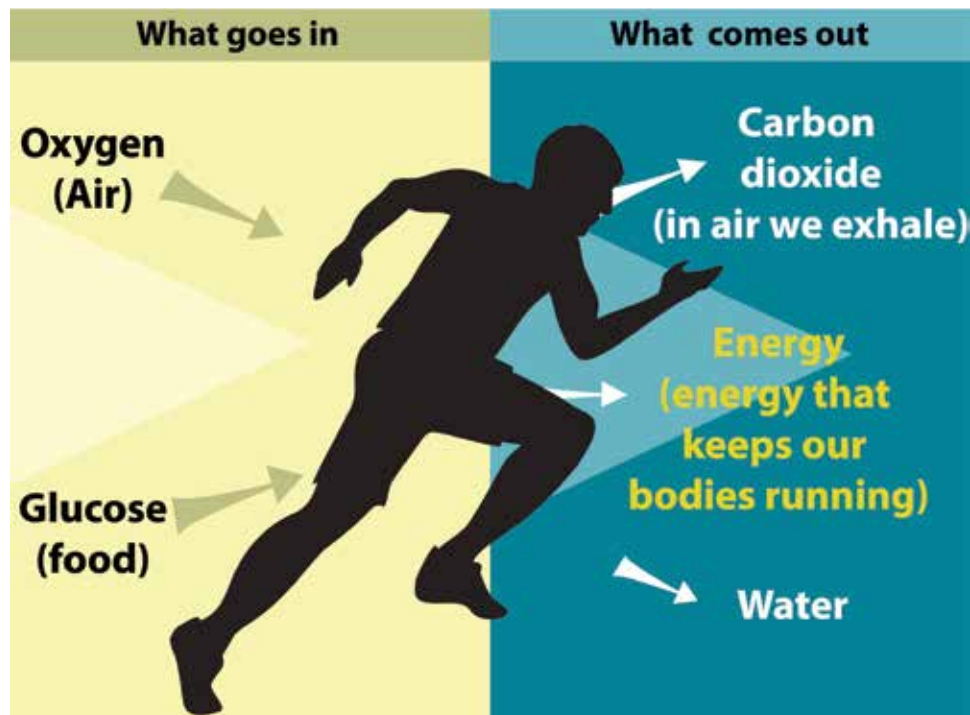 What goes in
What comes out
Oxygen
(Air)
Glucose
(food)
Carbon
dioxide
(in air we exhale)
Energy
(energy that
keeps our
bodies running)
Water